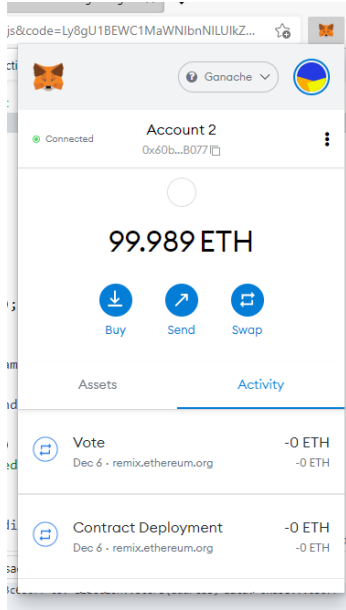 js&code=Ly8gU1BEWC1MaWNlbnNlLUlkZ...
Ganache
Connected
Account 2
0x60b...B077
99.989 ETH
Buy
Send
Swap
Assets
Activity
Vote
-0 ETH
Dec 6 · remix.ethereum.org
-0 ETH
Contract Deployment
-0 ETH
Dec 6 · remix.ethereum.org
-0 ETH